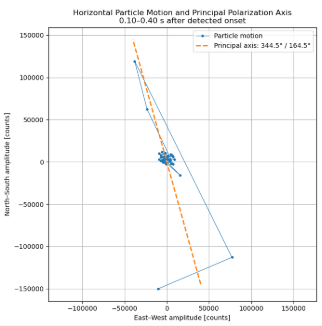 Horizontal Particle Motion and Principal Polarization Axis
0.10–0.40 s after detected onset
Particle motion
Principal axis: 344.5° / 164.5°
150000
100000
50000
0
−50000
−100000
−150000
North–South amplitude [counts]
−100000 −50000 0 50000 100000 150000
East–West amplitude [counts]